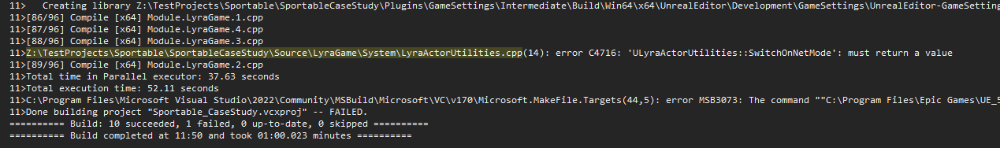 11>   Creating library Z:\TestProjects\Sportable\SportableCaseStudy\Plugins\GameSettings\Intermediate\Build\Win64\x64\UnrealEditor\Development\GameSettings\UnrealEditor-GameSetting
11>[86/96] Compile [x64] Module.LyraGame.1.cpp
11>[87/96] Compile [x64] Module.LyraGame.4.cpp
11>[88/96] Compile [x64] Module.LyraGame.3.cpp
11>Z:\TestProjects\Sportable\SportableCaseStudy\Source\LyraGame\System\LyraActorUtilities.cpp(14): error C4716: 'ULyraActorUtilities::SwitchOnNetMode': must return a value
11>[89/96] Compile [x64] Module.LyraGame.2.cpp
11>Total time in Parallel executor: 37.63 seconds
11>Total execution time: 52.11 seconds
11>C:\Program Files\Microsoft Visual Studio\2022\Community\MSBuild\Microsoft\VC\v170\Microsoft.MakeFile.Targets(44,5): error MSB3073: The command ""C:\Program Files\Epic Games\UE_5
11>Done building project "Sportable_CaseStudy.vcxproj" -- FAILED.
========== Build: 10 succeeded, 1 failed, 0 up-to-date, 0 skipped ==========
========== Build completed at 11:50 and took 01:00.023 minutes ==========